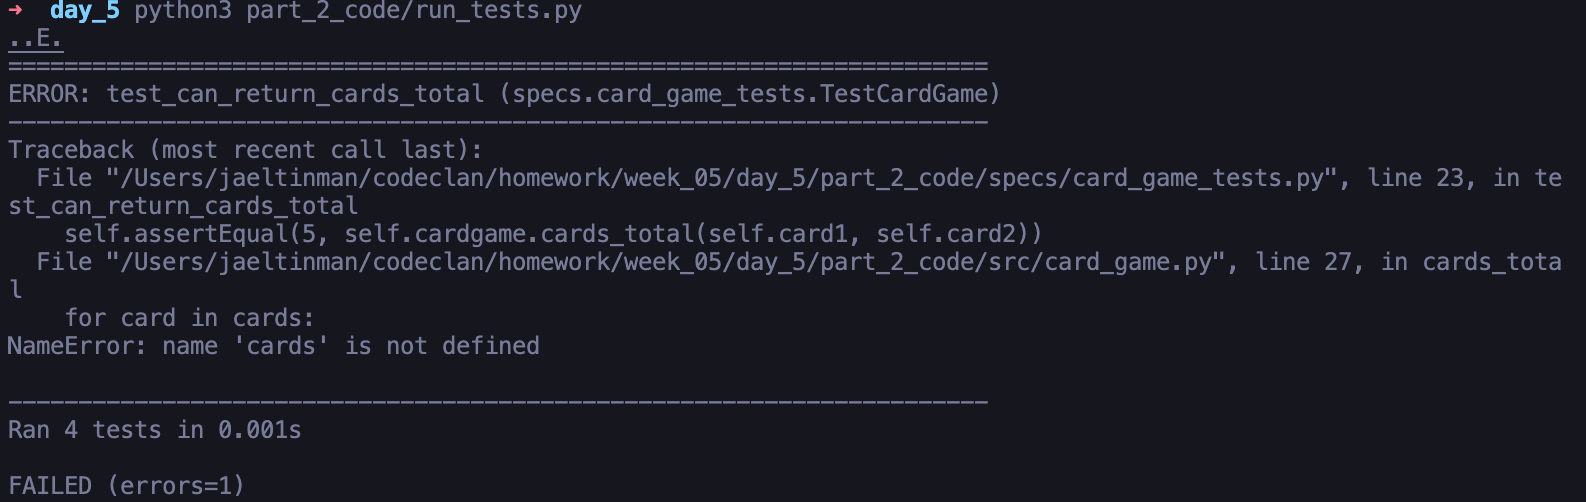 ➜  day_5 python3 part_2_code/run_tests.py
..E.
======================================================================
ERROR: test_can_return_cards_total (specs.card_game_tests.TestCardGame)
----------------------------------------------------------------------
Traceback (most recent call last):
  File "/Users/jaeltinman/codeclan/homework/week_05/day_5/part_2_code/specs/card_game_tests.py", line 23, in te
st_can_return_cards_total
    self.assertEqual(5, self.cardgame.cards_total(self.card1, self.card2))
  File "/Users/jaeltinman/codeclan/homework/week_05/day_5/part_2_code/src/card_game.py", line 27, in cards_tota
l
    for card in cards:
NameError: name 'cards' is not defined

----------------------------------------------------------------------
Ran 4 tests in 0.001s

FAILED (errors=1)